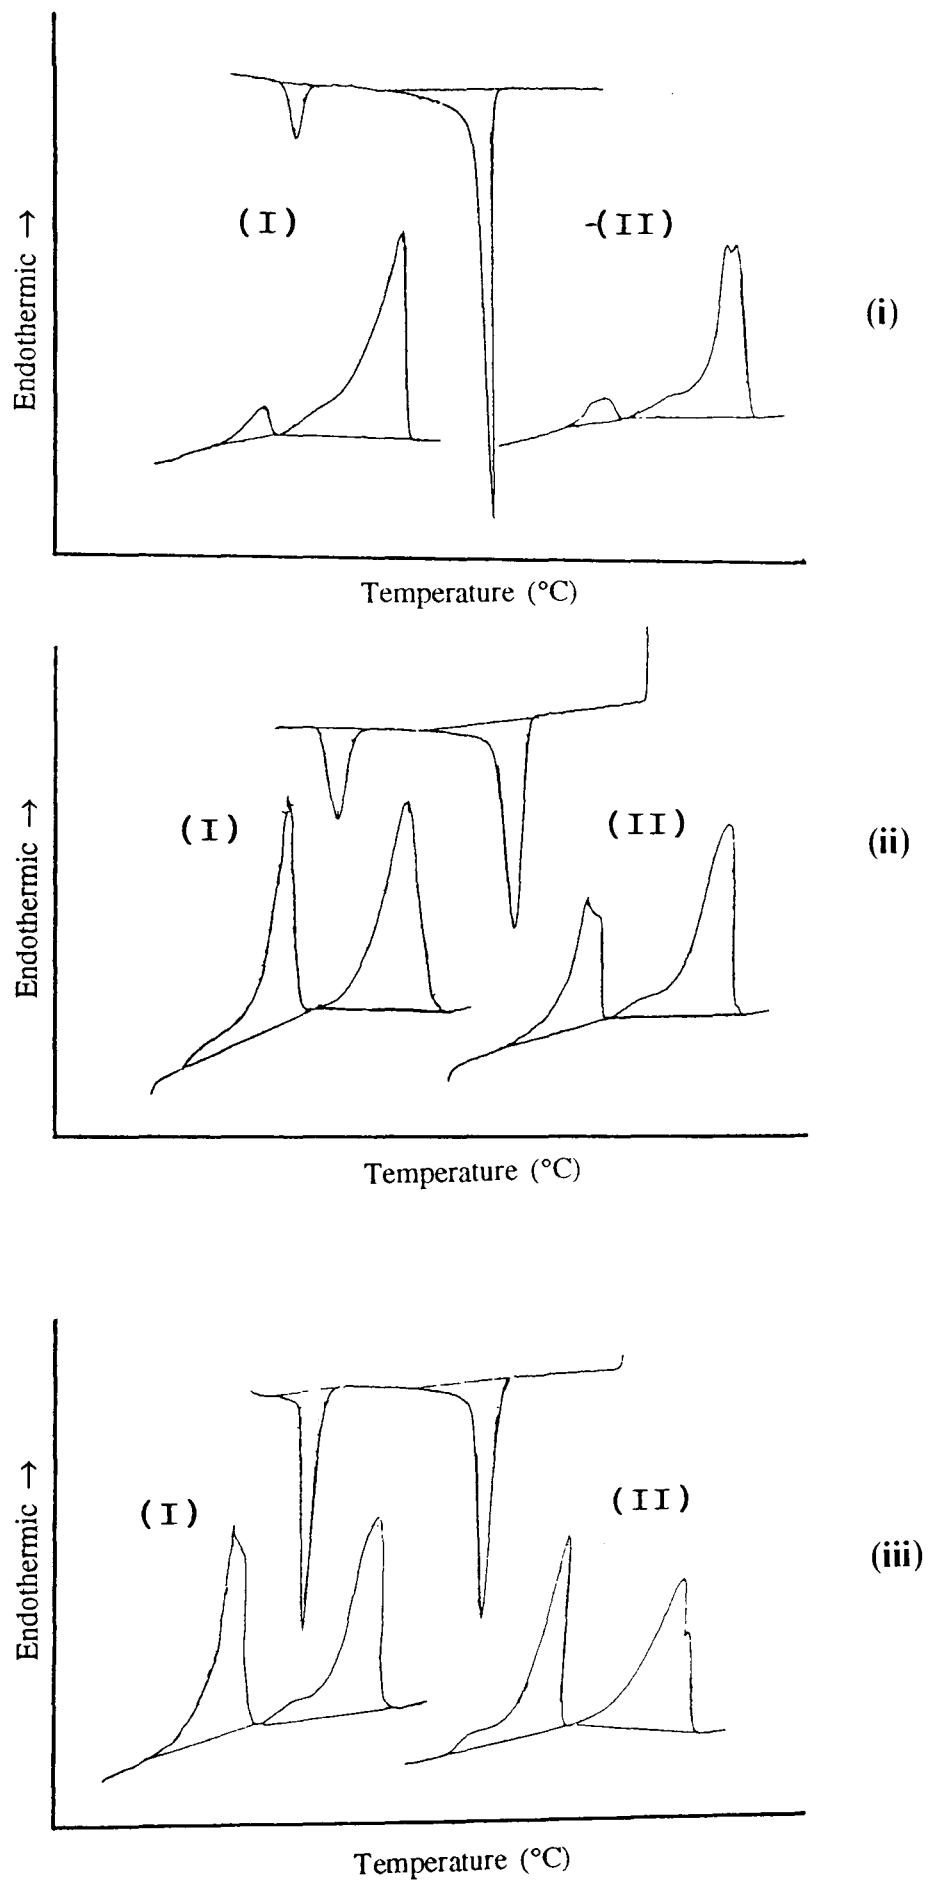 (I)
-(II)
(i)
Endothermic →
Temperature (°C)
(I)
(II)
(ii)
Endothermic →
Temperature (°C)
(I)
(II)
(iii)
Endothermic →
Temperature (°C)